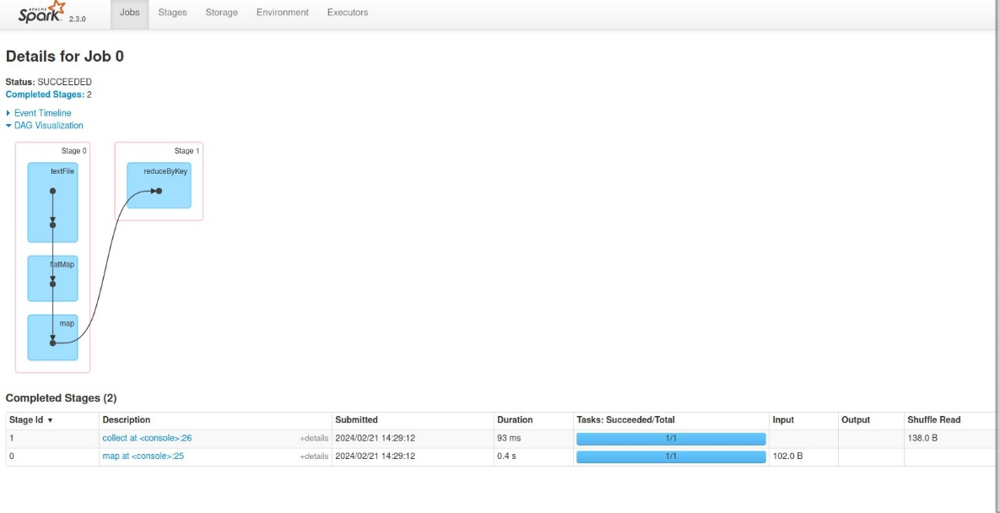 APACHE
Spark 2.3.0 Jobs Stages Storage Environment Executors
Details for Job 0
Status: SUCCEEDED
Completed Stages: 2
Event Timeline
DAG Visualization
Stage 0 Stage 1
textFile reduceByKey
flatMap
map
Completed Stages (2)
Stage Id ▾ Description Submitted Duration Tasks: Succeeded/Total Input Output Shuffle Read
1 collect at <console>:26 +details 2024/02/21 14:29:12 93 ms 1/1 138.0 B
0 map at <console>:25 +details 2024/02/21 14:29:12 0.4 s 1/1 102.0 B